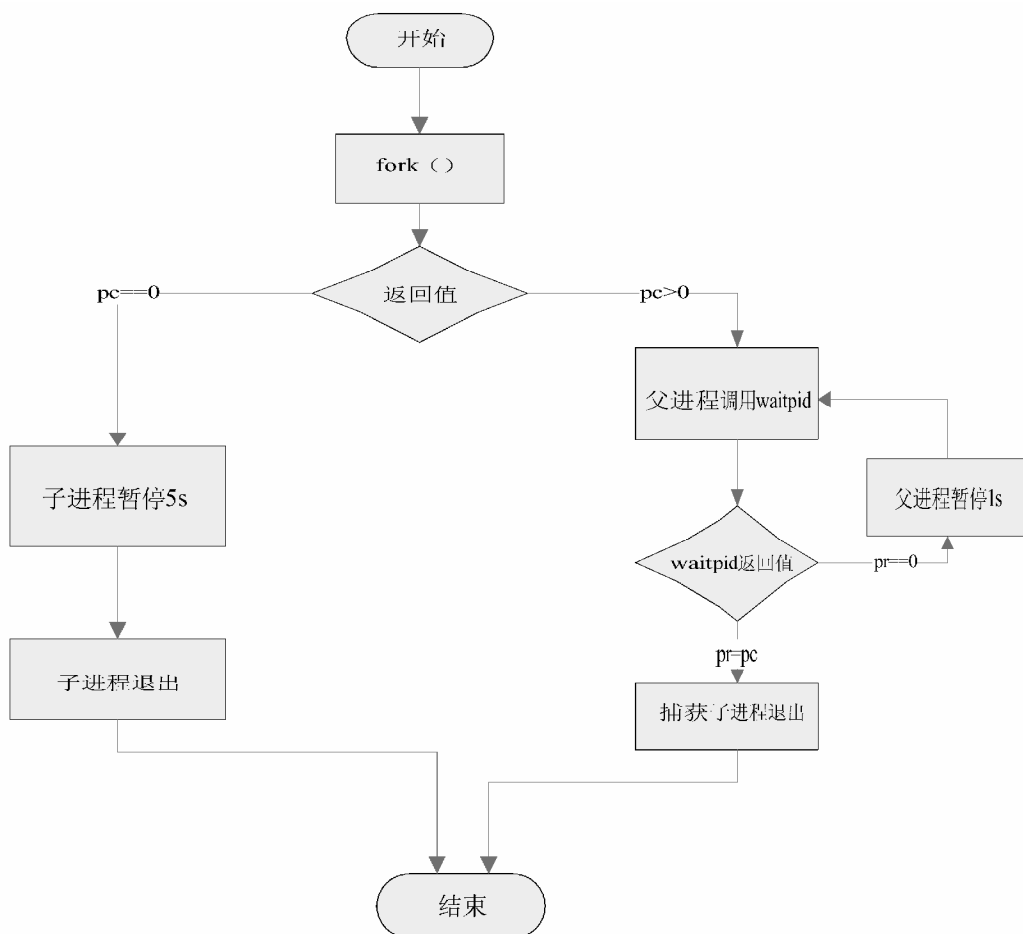 开始
fork（）
返回值
pc==0
pc>0
父进程调用waitpid
子进程暂停5s
父进程暂停1s
waitpid返回值
pr==0
子进程退出
pr=pc
捕获子进程退出
结束